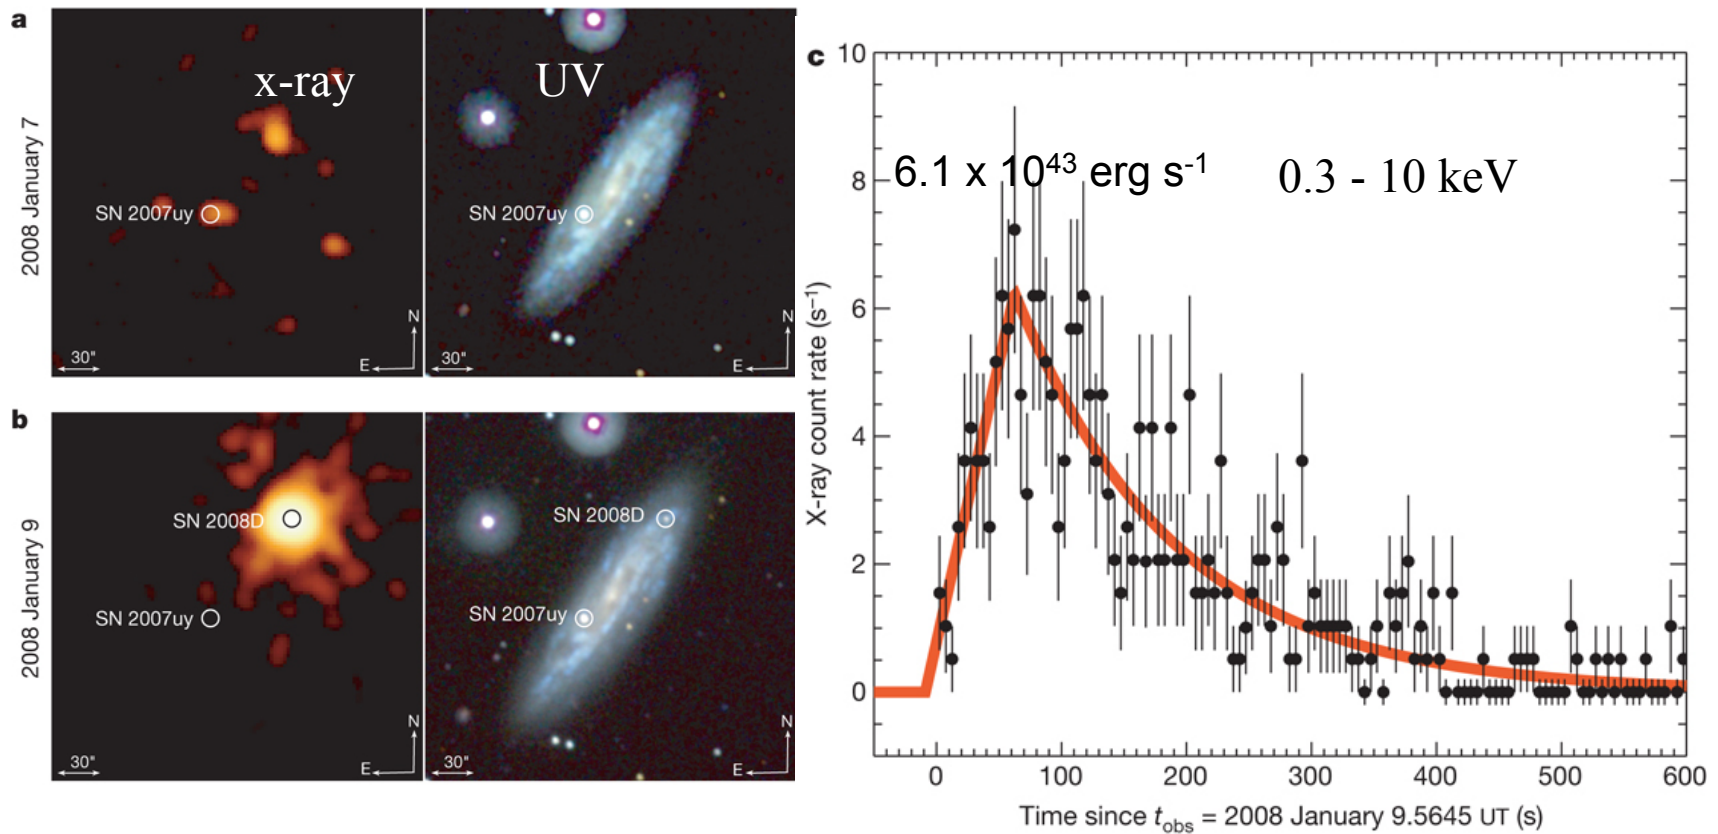 a
x-ray
UV
2008 January 7
SN 2007uy
SN 2007uy
30"
N
E
30"
N
E
b
2008 January 9
SN 2008D
SN 2007uy
SN 2008D
SN 2007uy
30"
N
E
30"
N
E
c
6.1 x 10⁴³ erg s⁻¹
0.3 - 10 keV
X-ray count rate (s⁻¹)
10
8
6
4
2
0
0 100 200 300 400 500 600
Time since t_obs = 2008 January 9.5645 UT (s)